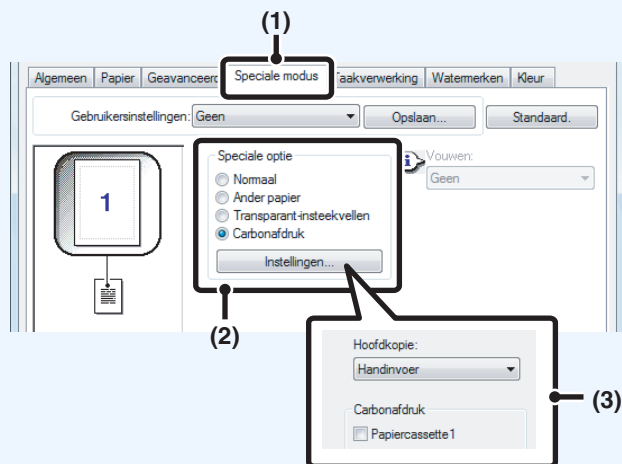 (1)
Algemeen Papier Geavanceerd Speciale modus Taakverwerking Watermerken Kleur
Gebruikersinstellingen: Geen Opslaan... Standaard.
Speciale optie
Vouwen:
Normaal
Geen
1
Ander papier
Transparant-insteekvellen
Carbonafdruk
Instellingen...
(2)
Hoofdkopie:
Handinvoer
(3)
Carbonafdruk
Papiercassette1